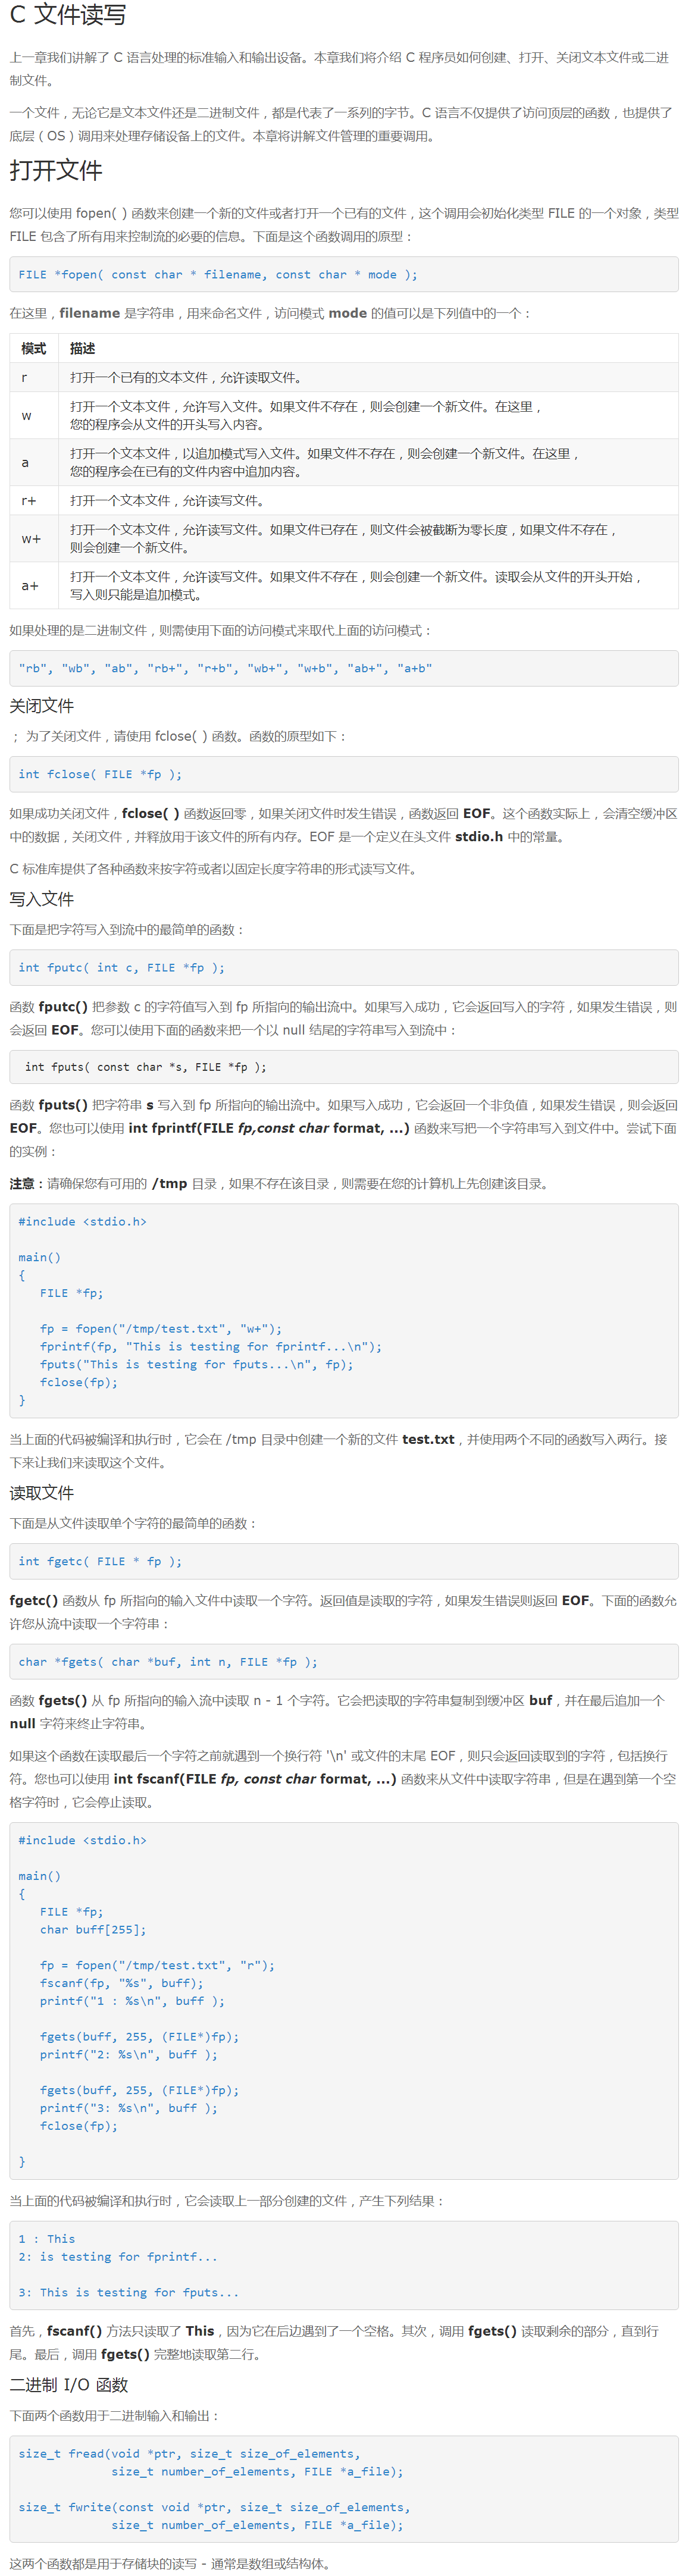 C 文件读写
上一章我们讲解了 C 语言处理的标准输入和输出设备。本章我们将介绍 C 程序员如何创建、打开、关闭文本文件或二进
制文件。
一个文件，无论它是文本文件还是二进制文件，都是代表了一系列的字节。C 语言不仅提供了访问顶层的函数，也提供了
底层（OS）调用来处理存储设备上的文件。本章将讲解文件管理的重要调用。
打开文件
您可以使用 fopen( ) 函数来创建一个新的文件或者打开一个已有的文件，这个调用会初始化类型 FILE 的一个对象，类型
FILE 包含了所有用来控制流的必要的信息。下面是这个函数调用的原型：
FILE *fopen( const char * filename, const char * mode );
在这里，filename 是字符串，用来命名文件，访问模式 mode 的值可以是下列值中的一个：
模式 描述
r 打开一个已有的文本文件，允许读取文件。
w 打开一个文本文件，允许写入文件。如果文件不存在，则会创建一个新文件。在这里，
您的程序会从文件的开头写入内容。
a 打开一个文本文件，以追加模式写入文件。如果文件不存在，则会创建一个新文件。在这里，
您的程序会在已有的文件内容中追加内容。
r+ 打开一个文本文件，允许读写文件。
w+ 打开一个文本文件，允许读写文件。如果文件已存在，则文件会被截断为零长度，如果文件不存在，
则会创建一个新文件。
a+ 打开一个文本文件，允许读写文件。如果文件不存在，则会创建一个新文件。读取会从文件的开头开始，
写入则只能是追加模式。
如果处理的是二进制文件，则需使用下面的访问模式来取代上面的访问模式：
"rb", "wb", "ab", "rb+", "r+b", "wb+", "w+b", "ab+", "a+b"
关闭文件
； 为了关闭文件，请使用 fclose( ) 函数。函数的原型如下：
int fclose( FILE *fp );
如果成功关闭文件，fclose( ) 函数返回零，如果关闭文件时发生错误，函数返回 EOF。这个函数实际上，会清空缓冲区
中的数据，关闭文件，并释放用于该文件的所有内存。EOF 是一个定义在头文件 stdio.h 中的常量。
C 标准库提供了各种函数来按字符或者以固定长度字符串的形式读写文件。
写入文件
下面是把字符写入到流中的最简单的函数：
int fputc( int c, FILE *fp );
函数 fputc() 把参数 c 的字符值写入到 fp 所指向的输出流中。如果写入成功，它会返回写入的字符，如果发生错误，则
会返回 EOF。您可以使用下面的函数来把一个以 null 结尾的字符串写入到流中：
int fputs( const char *s, FILE *fp );
函数 fputs() 把字符串 s 写入到 fp 所指向的输出流中。如果写入成功，它会返回一个非负值，如果发生错误，则会返回
EOF。您也可以使用 int fprintf(FILE fp,const char format, ...) 函数来写把一个字符串写入到文件中。尝试下面
的实例：
注意：请确保您有可用的 /tmp 目录，如果不存在该目录，则需要在您的计算机上先创建该目录。
#include <stdio.h>
main()
{
FILE *fp;
fp = fopen("/tmp/test.txt", "w+");
fprintf(fp, "This is testing for fprintf...\n");
fputs("This is testing for fputs...\n", fp);
fclose(fp);
}
当上面的代码被编译和执行时，它会在 /tmp 目录中创建一个新的文件 test.txt，并使用两个不同的函数写入两行。接
下来让我们来读取这个文件。
读取文件
下面是从文件读取单个字符的最简单的函数：
int fgetc( FILE * fp );
fgetc() 函数从 fp 所指向的输入文件中读取一个字符。返回值是读取的字符，如果发生错误则返回 EOF。下面的函数允
许您从流中读取一个字符串：
char *fgets( char *buf, int n, FILE *fp );
函数 fgets() 从 fp 所指向的输入流中读取 n - 1 个字符。它会把读取的字符串复制到缓冲区 buf，并在最后追加一个
null 字符来终止字符串。
如果这个函数在读取最后一个字符之前就遇到一个换行符 '\n' 或文件的末尾 EOF，则只会返回读取到的字符，包括换行
符。您也可以使用 int fscanf(FILE fp, const char format, ...) 函数来从文件中读取字符串，但是在遇到第一个空
格字符时，它会停止读取。
#include <stdio.h>
main()
{
FILE *fp;
char buff[255];
fp = fopen("/tmp/test.txt", "r");
fscanf(fp, "%s", buff);
printf("1 : %s\n", buff );
fgets(buff, 255, (FILE*)fp);
printf("2: %s\n", buff );
fgets(buff, 255, (FILE*)fp);
printf("3: %s\n", buff );
fclose(fp);
}
当上面的代码被编译和执行时，它会读取上一部分创建的文件，产生下列结果：
1 : This
2: is testing for fprintf...
3: This is testing for fputs...
首先，fscanf() 方法只读取了 This，因为它在后边遇到了一个空格。其次，调用 fgets() 读取剩余的部分，直到行
尾。最后，调用 fgets() 完整地读取第二行。
二进制 I/O 函数
下面两个函数用于二进制输入和输出：
size_t fread(void *ptr, size_t size_of_elements,
size_t number_of_elements, FILE *a_file);
size_t fwrite(const void *ptr, size_t size_of_elements,
size_t number_of_elements, FILE *a_file);
这两个函数都是用于存储块的读写 - 通常是数组或结构体。